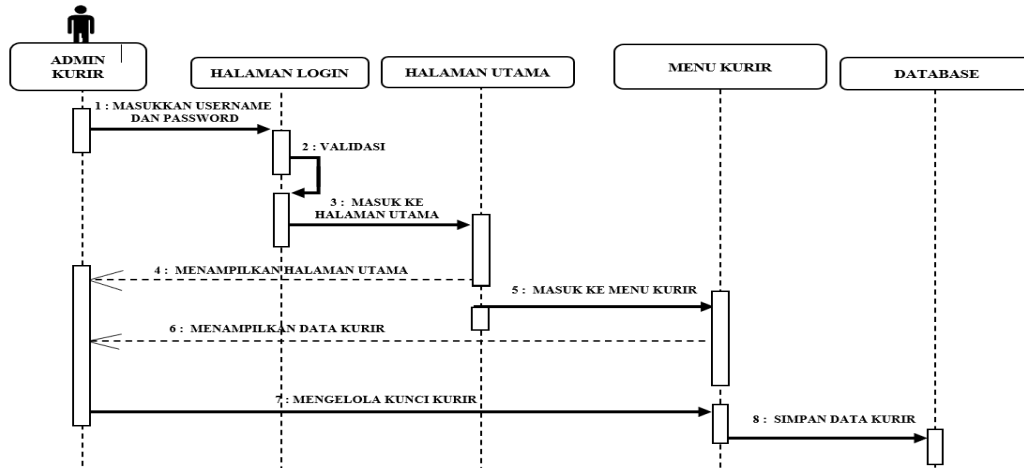 ADMIN
KURIR
HALAMAN LOGIN
HALAMAN UTAMA
MENU KURIR
DATABASE
1 : MASUKKAN USERNAME
DAN PASSWORD
2 : VALIDASI
3 : MASUK KE
HALAMAN UTAMA
4 : MENAMPILKAN HALAMAN UTAMA
5 : MASUK KE MENU KURIR
6 : MENAMPILKAN DATA KURIR
7 : MENGELOLA KUNCI KURIR
8 : SIMPAN DATA KURIR